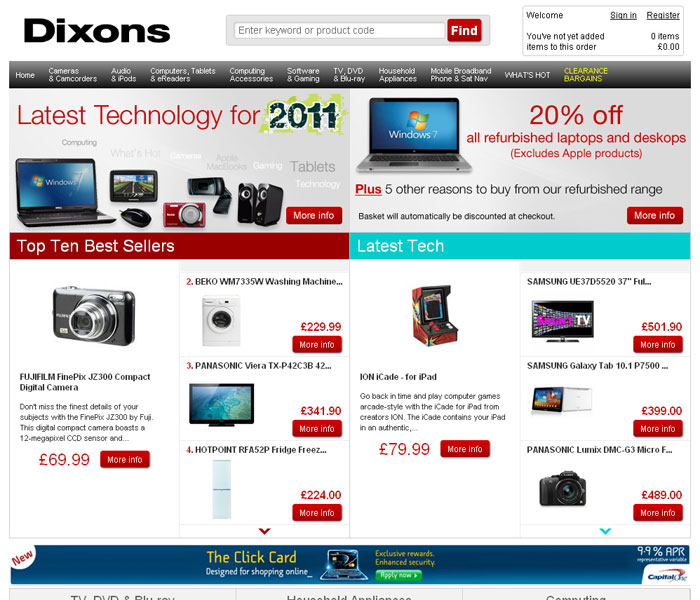 Dixons
Enter keyword or product code
Find
Welcome
Sign in
Register
You've not yet added
items to this order
0 items
£0.00
Home
Cameras
& Camcorders
Audio
& iPods
Computers, Tablets
& eReaders
Computing
Accessories
Software
& Gaming
TV, DVD
& Blu-ray
Household
Appliances
Mobile Broadband
Phone & Sat Nav
WHAT'S HOT
CLEARANCE
BARGAINS
Latest Technology for 2011
Computing
What's Hot
Cameras
Apple
MacBooks
Gaming
Tablets
Technology
Windows 7
More info
Windows 7
20% off
all refurbished laptops and deskops
(Excludes Apple products)
Plus 5 other reasons to buy from our refurbished range
Basket will automatically be discounted at checkout.
More info
Top Ten Best Sellers
FUJIFILM FinePix JZ300 Compact
Digital Camera
Don't miss the finest details of your
subjects with the FinePix JZ300 by Fuji.
This digital compact camera boasts a
12-megapixel CCD sensor and...
£69.99
More info
2. BEKO WM7335W Washing Machine...
£229.99
More info
3. PANASONIC Viera TX-P42C3B 42...
£341.90
More info
4. HOTPOINT RFA52P Fridge Freez...
£224.00
More info
Latest Tech
ION iCade - for iPad
Go back in time and play computer games
arcade-style with the iCade for iPad from
creators ION. The iCade contains your iPad
in an authentic,...
£79.99
More info
SAMSUNG UE37D5520 37" Ful...
Smart TV
£501.90
More info
SAMSUNG Galaxy Tab 10.1 P7500 ...
£399.00
More info
PANASONIC Lumix DMC-G3 Micro F...
£489.00
More info
New
The Click Card
Designed for shopping online_
Exclusive rewards.
Enhanced security.
Apply now
9.9% APR
representative variable
Capital One
TV, DVD & Blu-ray
Household Appliances
Computing